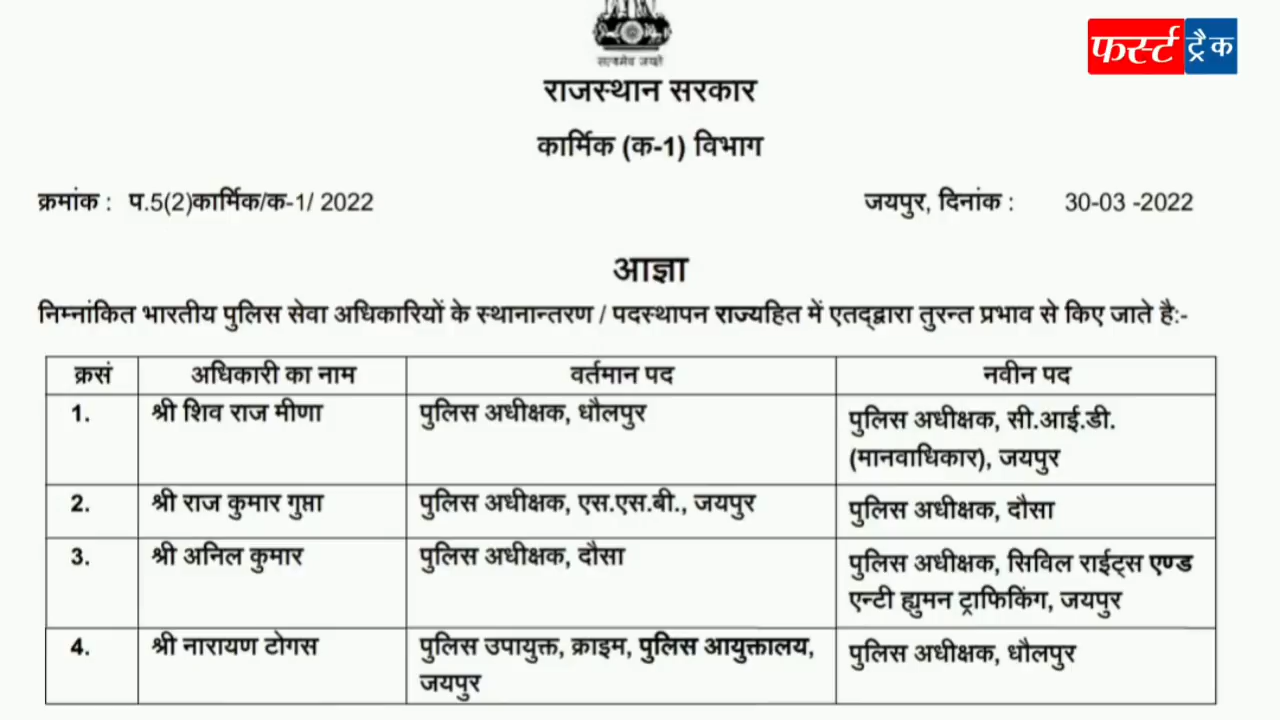 फर्स्ट ट्रैक
सत्यमेव जयते
राजस्थान सरकार
कार्मिक (क-1) विभाग
क्रमांक : प.5(2)कार्मिक/क-1/ 2022 जयपुर, दिनांक : 30-03 -2022
आज्ञा
निम्नांकित भारतीय पुलिस सेवा अधिकारियों के स्थानान्तरण / पदस्थापन राज्यहित में एतद्द्वारा तुरन्त प्रभाव से किए जाते है:-
क्रसं अधिकारी का नाम वर्तमान पद नवीन पद
1. श्री शिव राज मीणा पुलिस अधीक्षक, धौलपुर पुलिस अधीक्षक, सी.आई.डी.
(मानवाधिकार), जयपुर
2. श्री राज कुमार गुप्ता पुलिस अधीक्षक, एस.एस.बी., जयपुर पुलिस अधीक्षक, दौसा
3. श्री अनिल कुमार पुलिस अधीक्षक, दौसा पुलिस अधीक्षक, सिविल राईट्स एण्ड
एन्टी ह्युमन ट्राफिकिंग, जयपुर
4. श्री नारायण टोगस पुलिस उपायुक्त, क्राइम, पुलिस आयुक्तालय, पुलिस अधीक्षक, धौलपुर
जयपुर